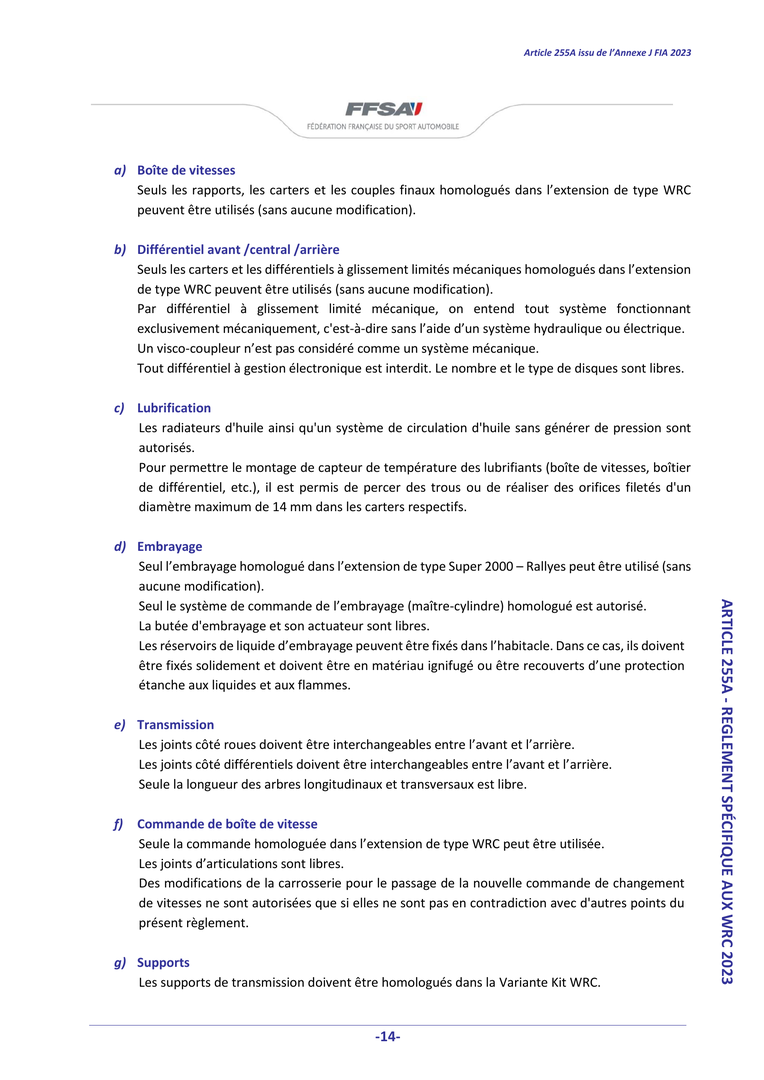 Article 255A issu de l'Annexe J FIA 2023
FFSA
FÉDÉRATION FRANÇAISE DU SPORT AUTOMOBILE
a) Boîte de vitesses
Seuls les rapports, les carters et les couples finaux homologués dans l'extension de type WRC
peuvent être utilisés (sans aucune modification).
b) Différentiel avant /central /arrière
Seuls les carters et les différentiels à glissement limités mécaniques homologués dans l'extension
de type WRC peuvent être utilisés (sans aucune modification).
Par différentiel à glissement limité mécanique, on entend tout système fonctionnant
exclusivement mécaniquement, c'est-à-dire sans l'aide d'un système hydraulique ou électrique.
Un visco-coupleur n'est pas considéré comme un système mécanique.
Tout différentiel à gestion électronique est interdit. Le nombre et le type de disques sont libres.
c) Lubrification
Les radiateurs d'huile ainsi qu'un système de circulation d'huile sans générer de pression sont
autorisés.
Pour permettre le montage de capteur de température des lubrifiants (boîte de vitesses, boîtier
de différentiel, etc.), il est permis de percer des trous ou de réaliser des orifices filetés d'un
diamètre maximum de 14 mm dans les carters respectifs.
d) Embrayage
Seul l'embrayage homologué dans l'extension de type Super 2000 – Rallyes peut être utilisé (sans
aucune modification).
Seul le système de commande de l'embrayage (maître-cylindre) homologué est autorisé.
La butée d'embrayage et son actuateur sont libres.
Les réservoirs de liquide d'embrayage peuvent être fixés dans l'habitacle. Dans ce cas, ils doivent
être fixés solidement et doivent être en matériau ignifugé ou être recouverts d'une protection
étanche aux liquides et aux flammes.
e) Transmission
Les joints côté roues doivent être interchangeables entre l'avant et l'arrière.
Les joints côté différentiels doivent être interchangeables entre l'avant et l'arrière.
Seule la longueur des arbres longitudinaux et transversaux est libre.
f) Commande de boîte de vitesse
Seule la commande homologuée dans l'extension de type WRC peut être utilisée.
Les joints d'articulations sont libres.
Des modifications de la carrosserie pour le passage de la nouvelle commande de changement
de vitesses ne sont autorisées que si elles ne sont pas en contradiction avec d'autres points du
présent règlement.
g) Supports
Les supports de transmission doivent être homologués dans la Variante Kit WRC.
ARTICLE 255A - REGLEMENT SPÉCIFIQUE AUX WRC 2023
-14-